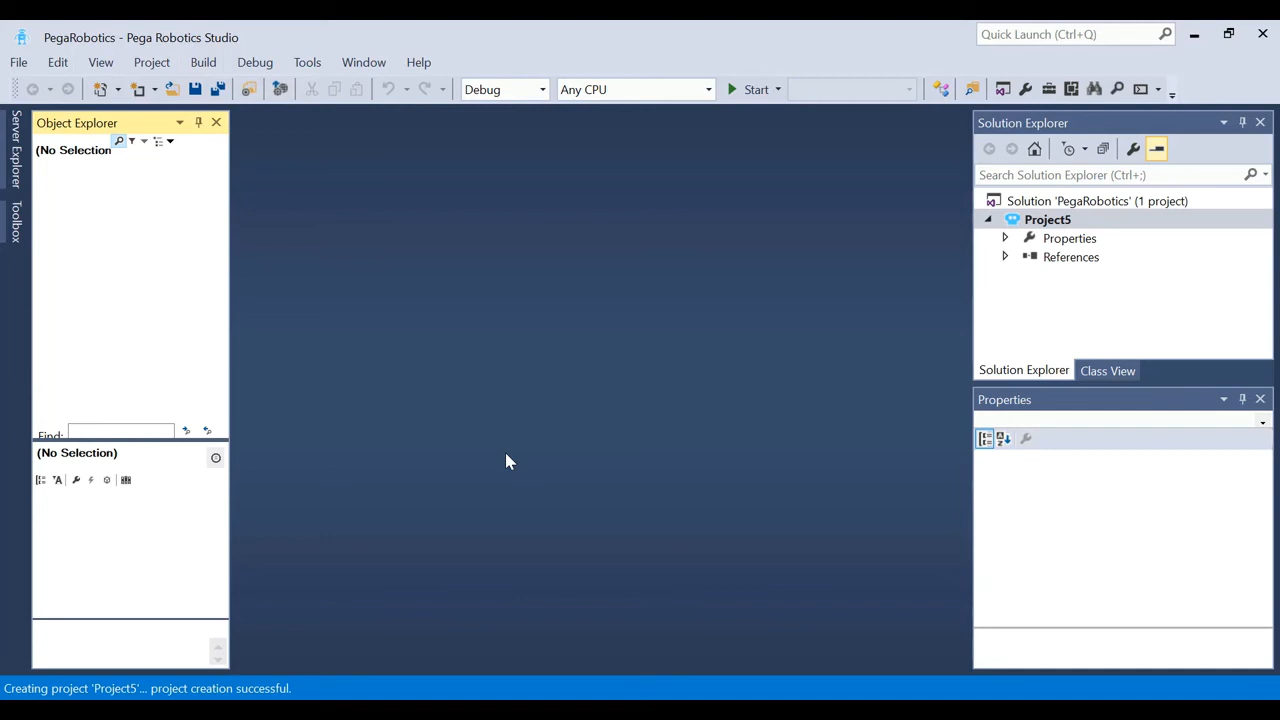 PegaRobotics - Pega Robotics Studio
Quick Launch (Ctrl+Q)
File Edit View Project Build Debug Tools Window Help
Debug Any CPU Start
Server Explorer
Toolbox
Object Explorer
(No Selection
Find:
(No Selection)
Solution Explorer
Search Solution Explorer (Ctrl+;)
Solution 'PegaRobotics' (1 project)
Project5
Properties
References
Solution Explorer Class View
Properties
Creating project 'Project5'... project creation successful.